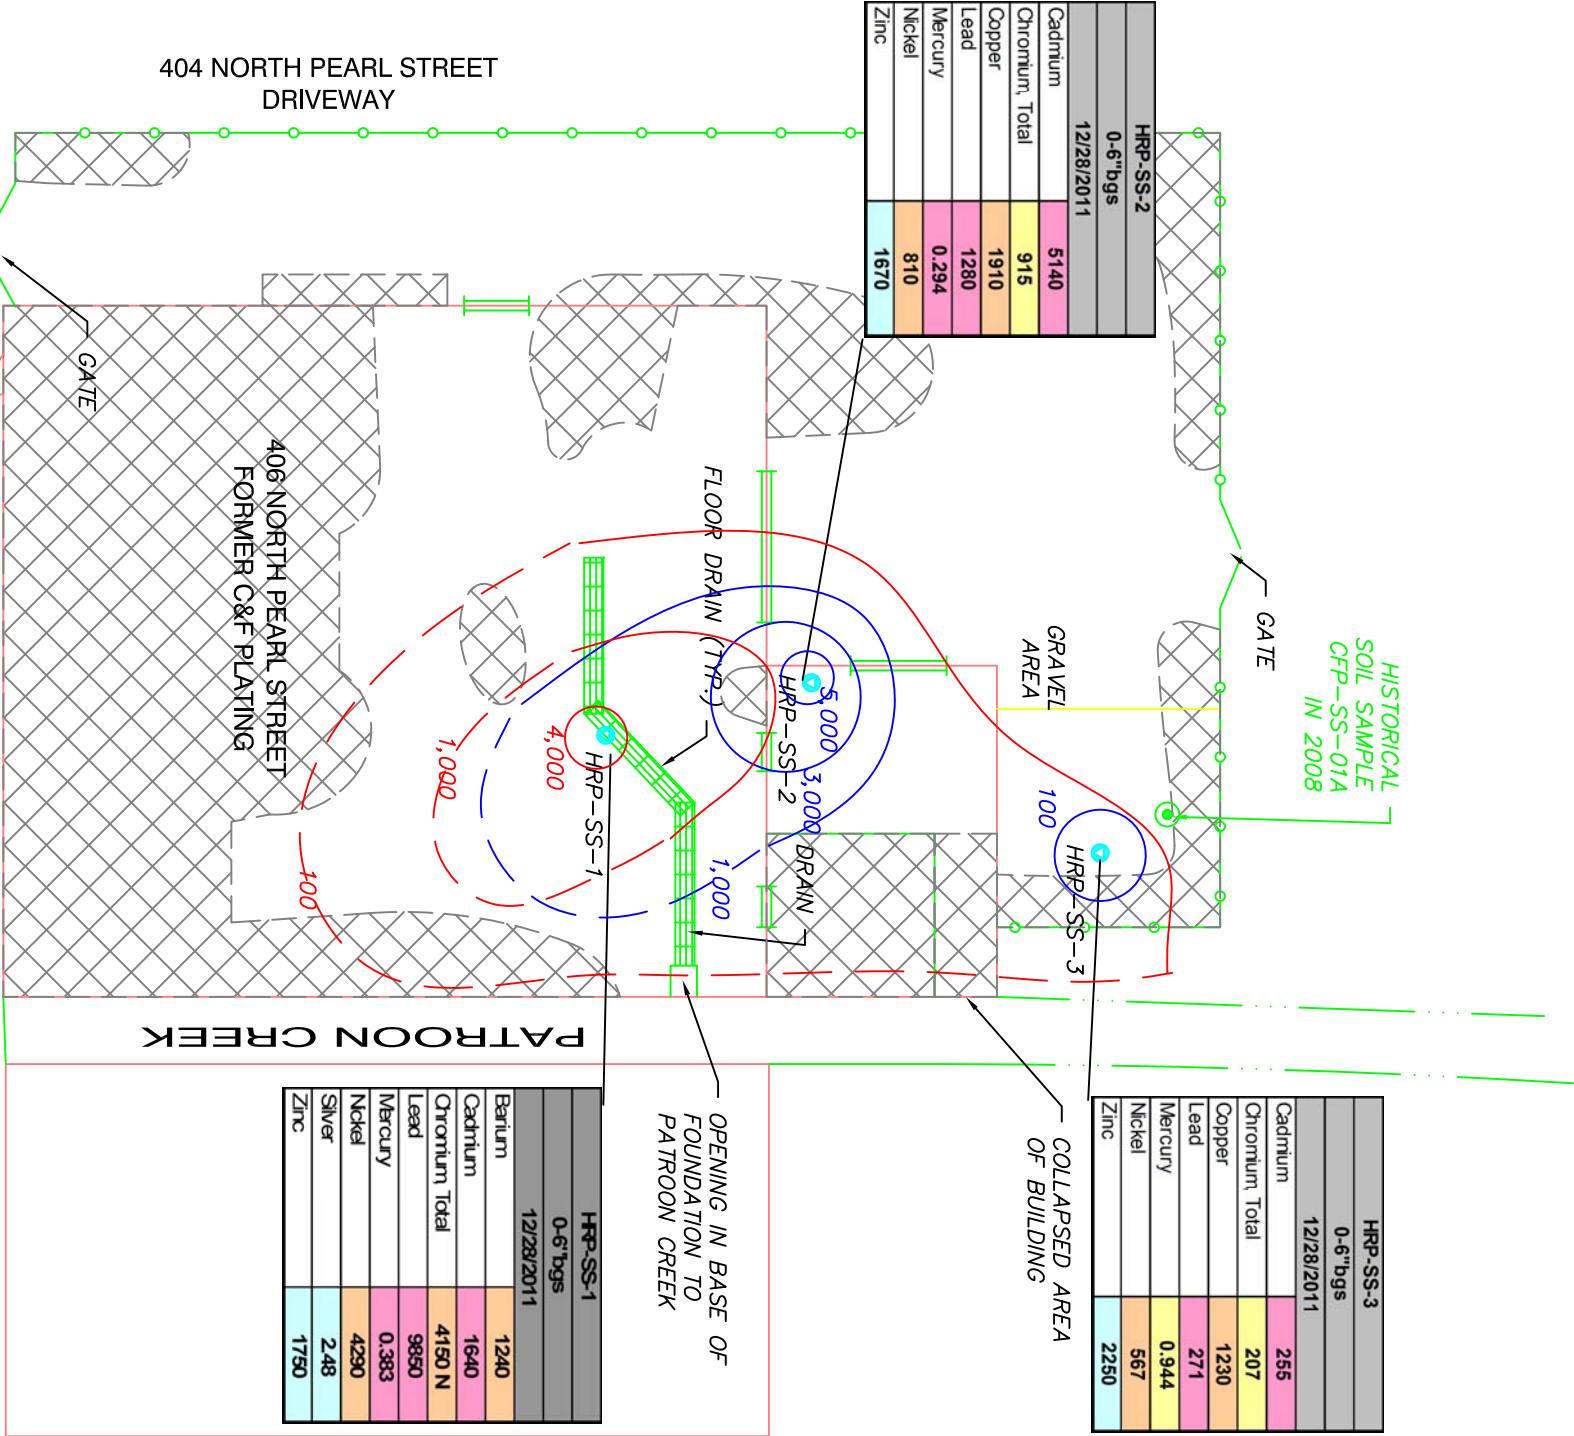 404 NORTH PEARL STREET
DRIVEWAY
HRP-SS-2
0-6"bgs
12/28/2011
Cadmium 5140
Chromium, Total 915
Copper 1910
Lead 1280
Mercury 0.294
Nickel 810
Zinc 1670
GATE
406 NORTH PEARL STREET
FORMER C&F PLATING
FLOOR DRAIN (TYP.)
GRAVEL
AREA
GATE
HISTORICAL
SOIL SAMPLE
CFP-SS-01A
IN 2008
HRP-SS-2
5,000
3,000
1,000
100
HRP-SS-3
HRP-SS-1
4,000
1,000
100
DRAIN
PATROON CREEK
OPENING IN BASE OF
FOUNDATION TO
PATROON CREEK
COLLAPSED AREA
OF BUILDING
HRP-SS-1
0-6"bgs
12/28/2011
Barium 1240
Cadmium 1640
Chromium, Total 4150 N
Lead 9850
Mercury 0.383
Nickel 4290
Silver 2.48
Zinc 1750
HRP-SS-3
0-6"bgs
12/28/2011
Cadmium 255
Chromium, Total 207
Copper 1230
Lead 271
Mercury 0.944
Nickel 567
Zinc 2250